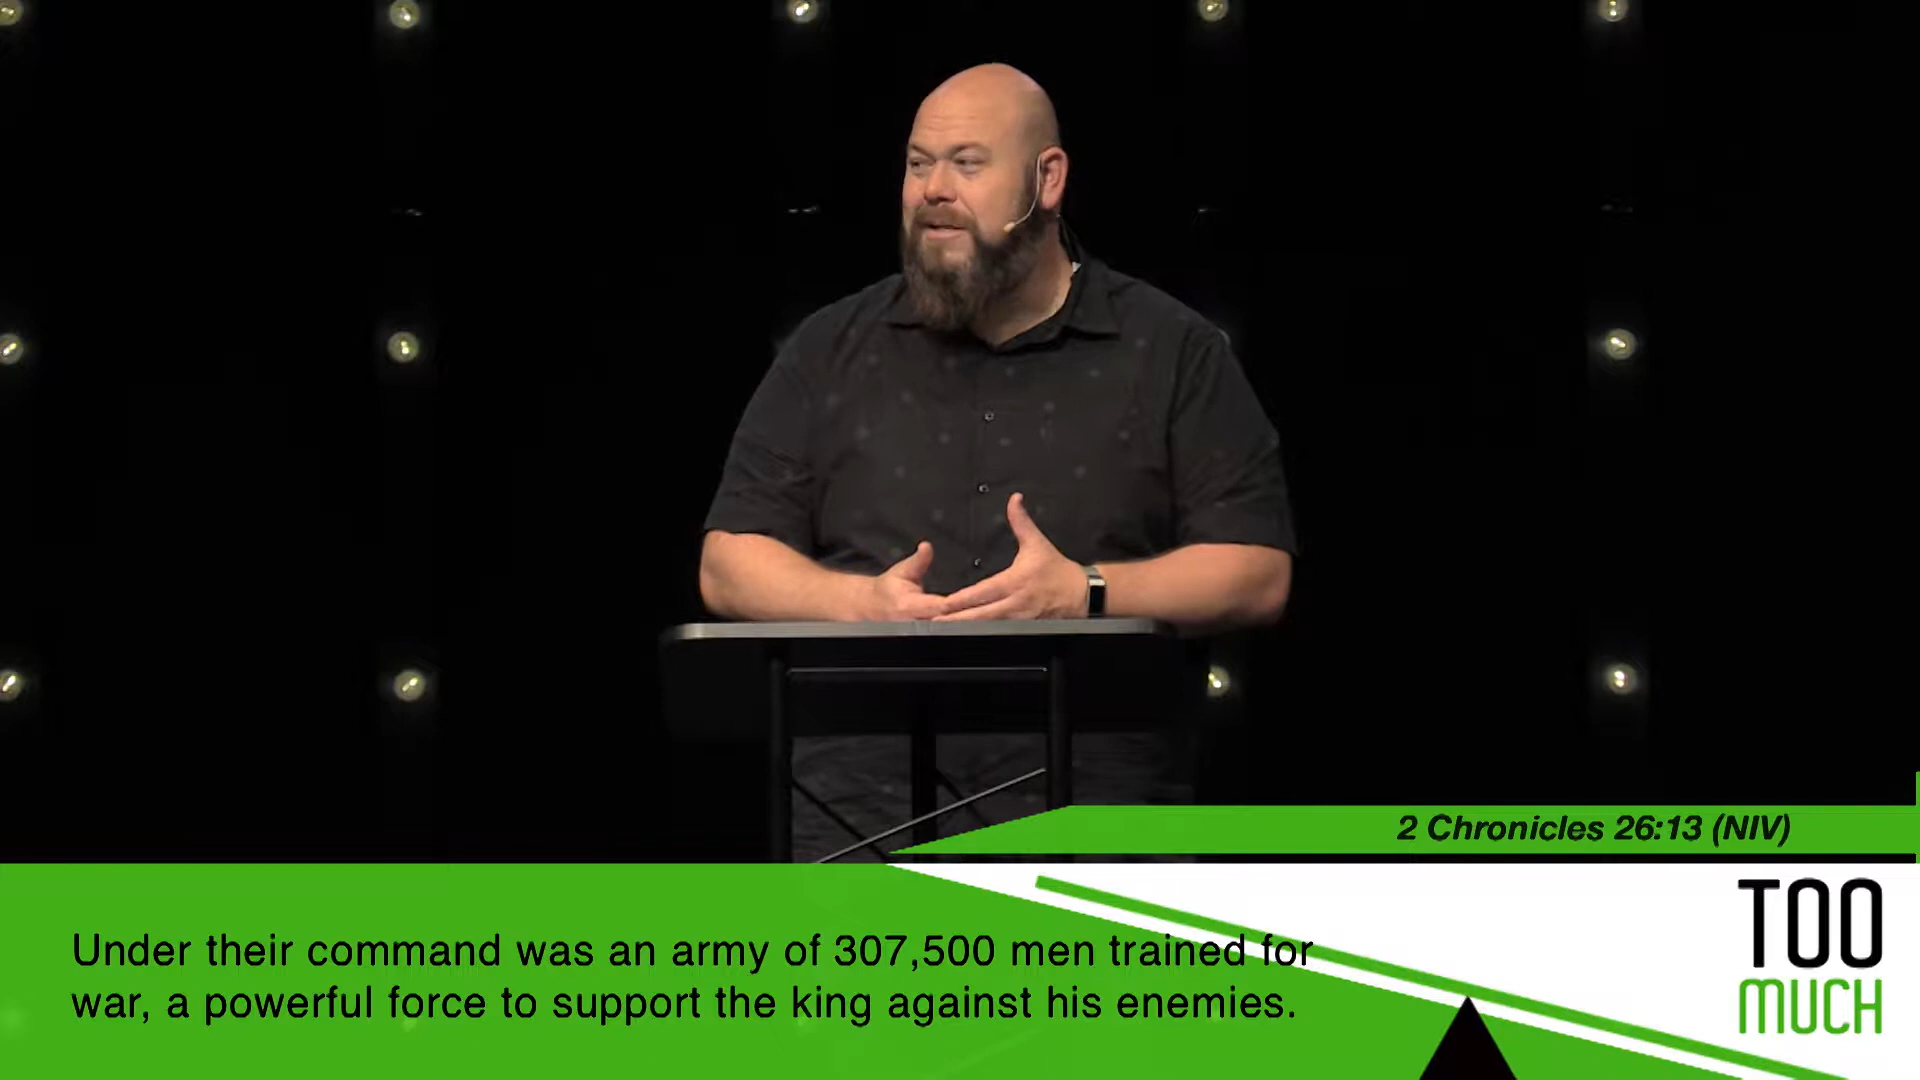 2 Chronicles 26:13 (NIV)
Under their command was an army of 307,500 men trained for
war, a powerful force to support the king against his enemies.
TOO
MUCH